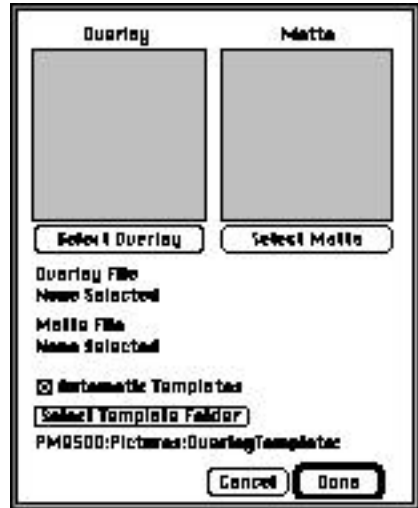 Overlay Matte
Select Overlay Select Matte
Overlay File
None Selected
Matte File
None Selected
Automatic Templates
Select Template Folder
PM9500:Pictures:OverlayTemplates
Cancel Done